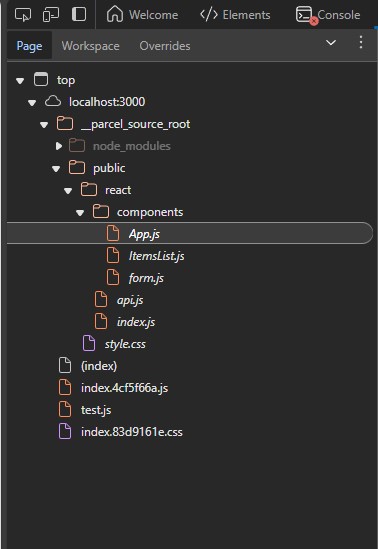 Welcome Elements Console
Page Workspace Overrides
top
localhost:3000
__parcel_source_root
node_modules
public
react
components
App.js
ItemsList.js
form.js
api.js
index.js
style.css
(index)
index.4cf5f66a.js
test.js
index.83d9161e.css